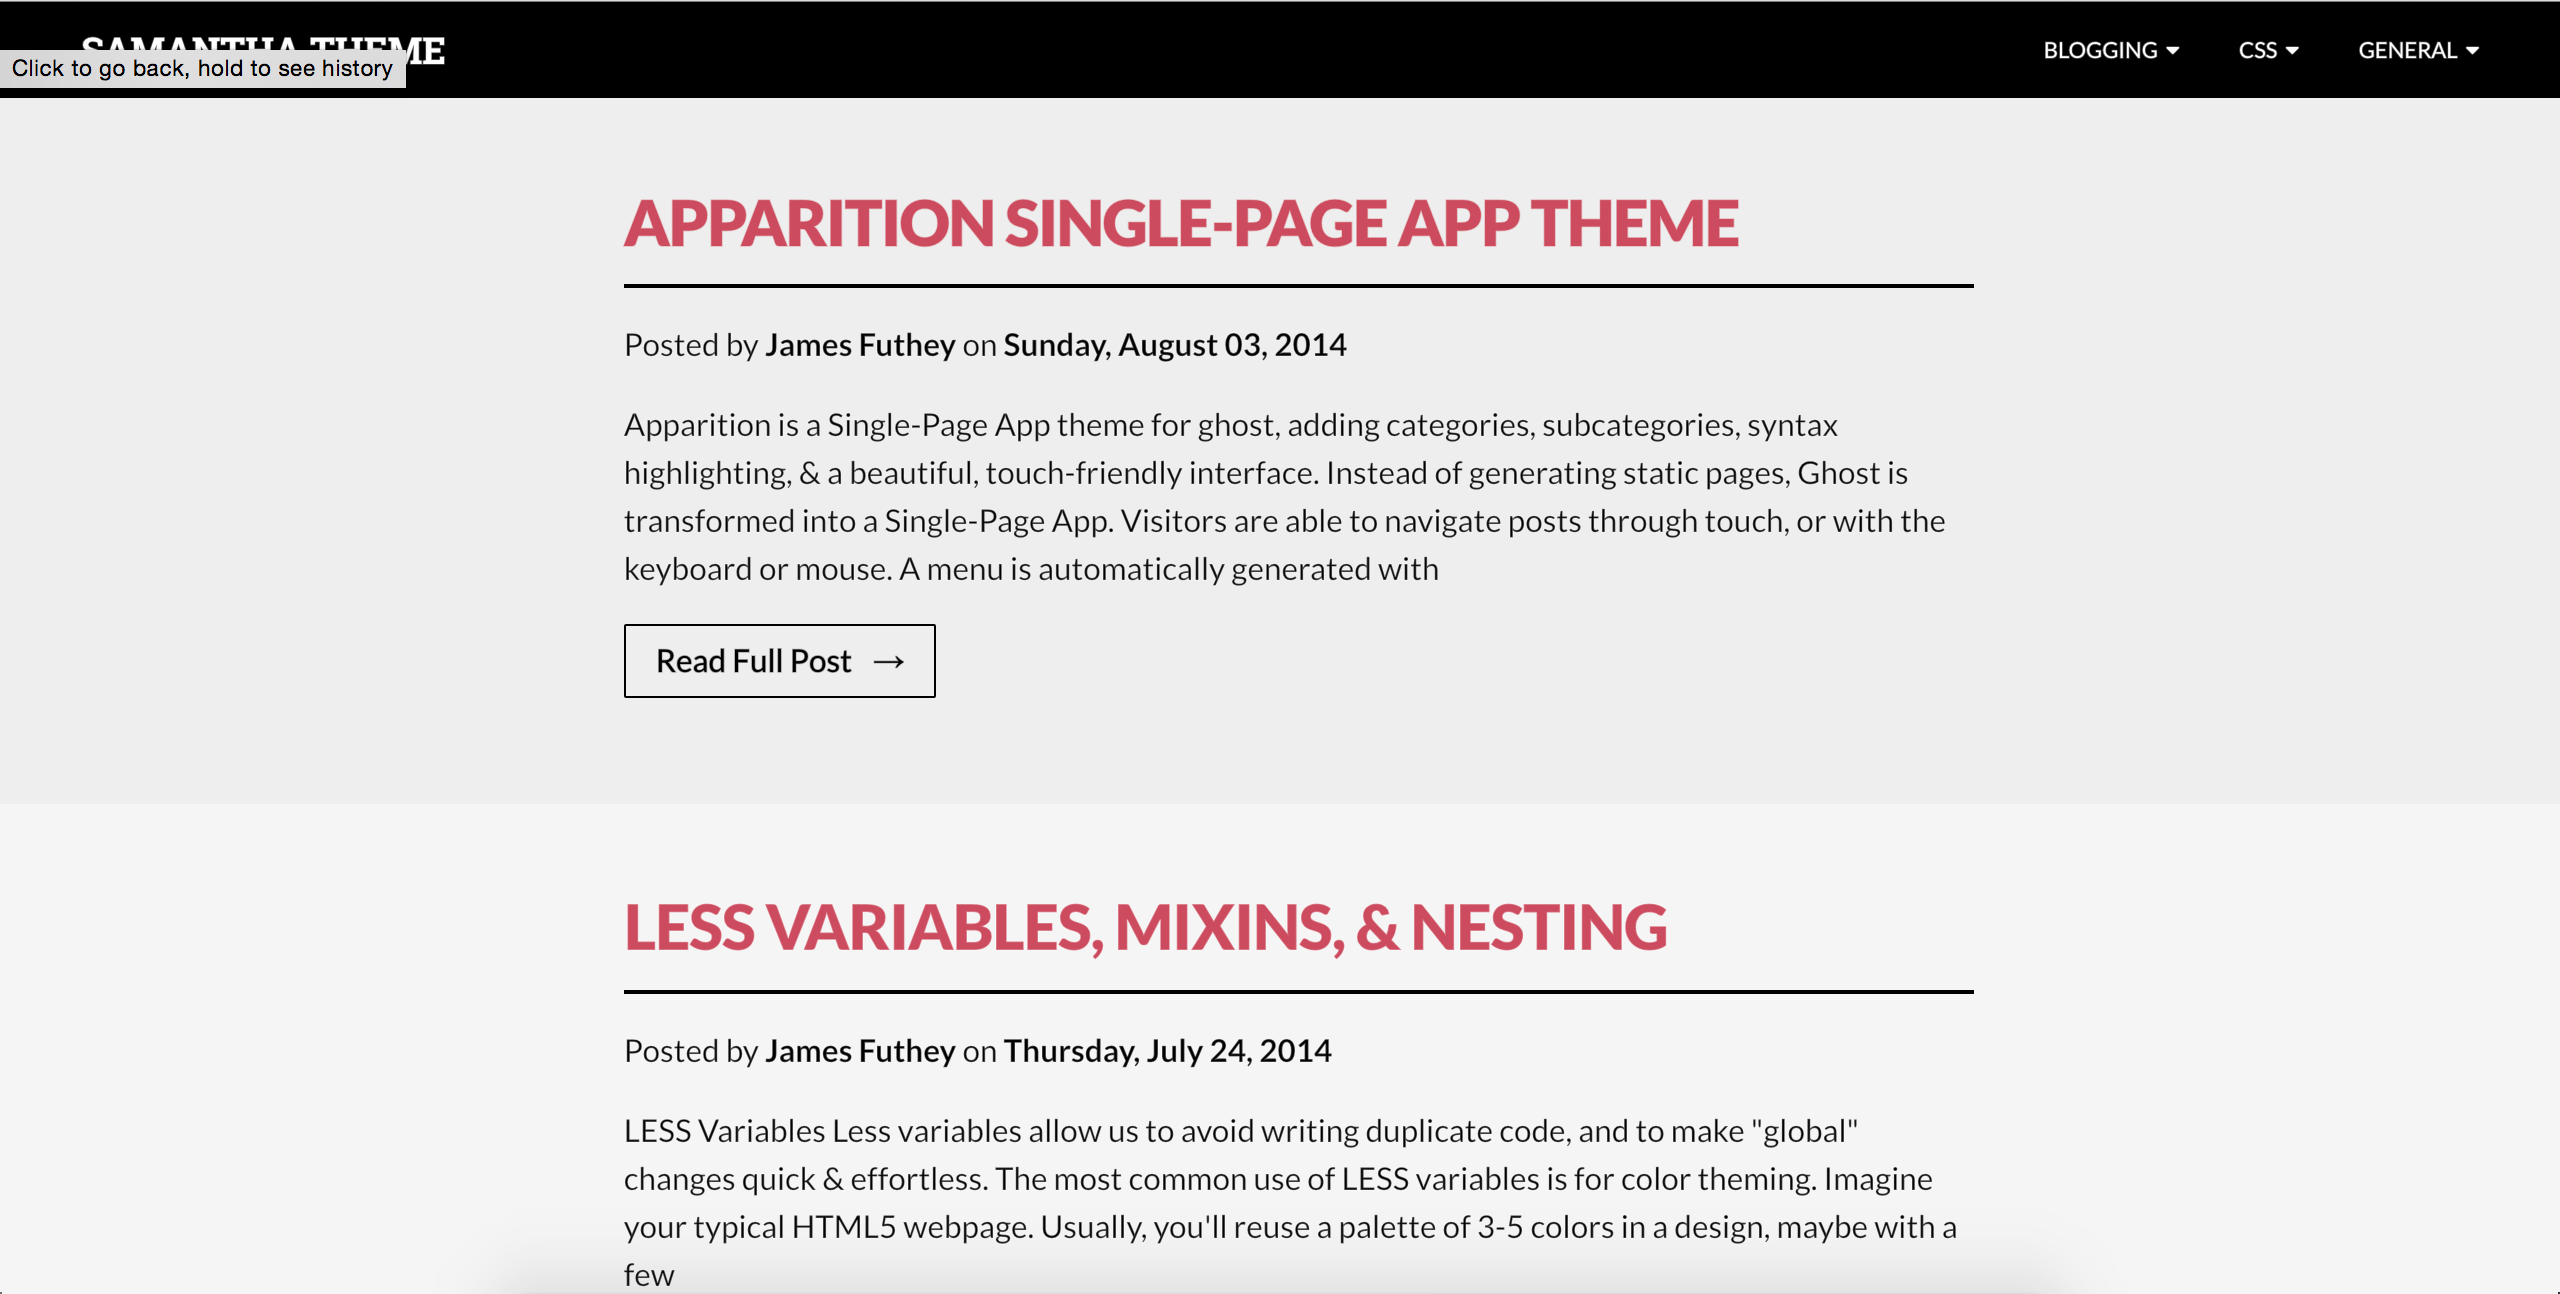 SAMANTHA THEME
Click to go back, hold to see history
BLOGGING
CSS
GENERAL
APPARITION SINGLE-PAGE APP THEME
Posted by James Futhey on Sunday, August 03, 2014
Apparition is a Single-Page App theme for ghost, adding categories, subcategories, syntax
highlighting, & a beautiful, touch-friendly interface. Instead of generating static pages, Ghost is
transformed into a Single-Page App. Visitors are able to navigate posts through touch, or with the
keyboard or mouse. A menu is automatically generated with
Read Full Post →
LESS VARIABLES, MIXINS, & NESTING
Posted by James Futhey on Thursday, July 24, 2014
LESS Variables Less variables allow us to avoid writing duplicate code, and to make "global"
changes quick & effortless. The most common use of LESS variables is for color theming. Imagine
your typical HTML5 webpage. Usually, you'll reuse a palette of 3-5 colors in a design, maybe with a
few